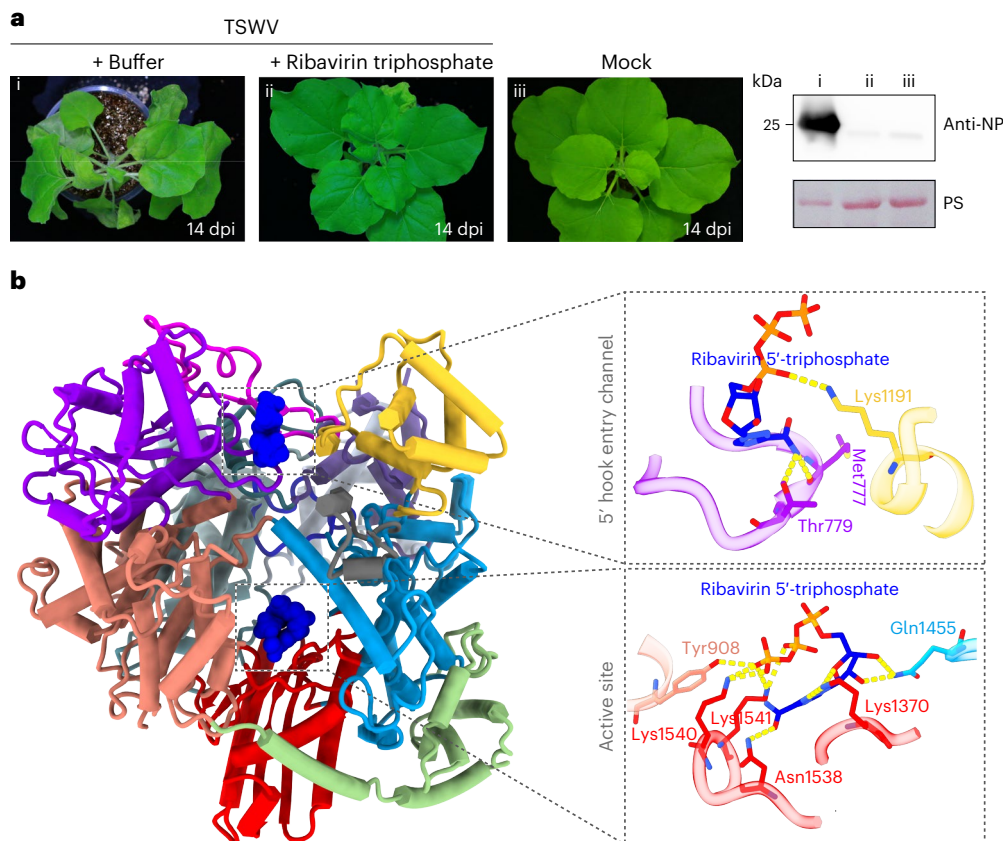 a
TSWV
+ Buffer
+ Ribavirin triphosphate
Mock
i
14 dpi
ii
14 dpi
iii
14 dpi
kDa
i ii iii
25
Anti-NP
PS
b
5′ hook entry channel
Ribavirin 5′-triphosphate
Lys1191
Met777
Thr779
Active site
Ribavirin 5′-triphosphate
Gln1455
Tyr908
Lys1541
Lys1370
Lys1540
Asn1538